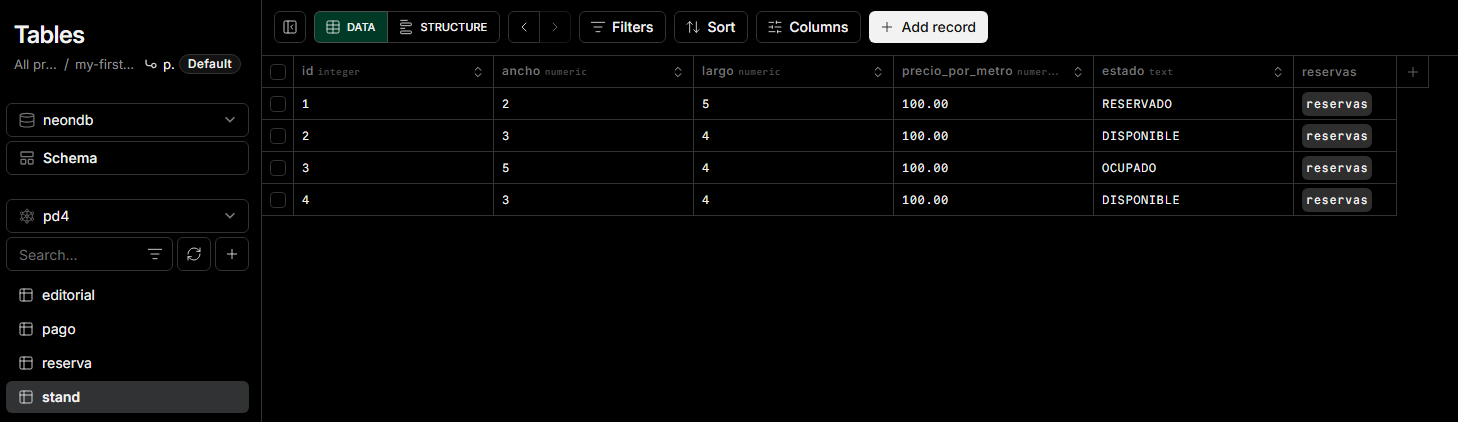 Tables
All pr... / my-first... p. Default
neondb
Schema
pd4
Search...
editorial
pago
reserva
stand
DATA STRUCTURE Filters Sort Columns Add record
id integer ancho numeric largo numeric precio_por_metro numer... estado text reservas
1 2 5 100.00 RESERVADO reservas
2 3 4 100.00 DISPONIBLE reservas
3 5 4 100.00 OCUPADO reservas
4 3 4 100.00 DISPONIBLE reservas